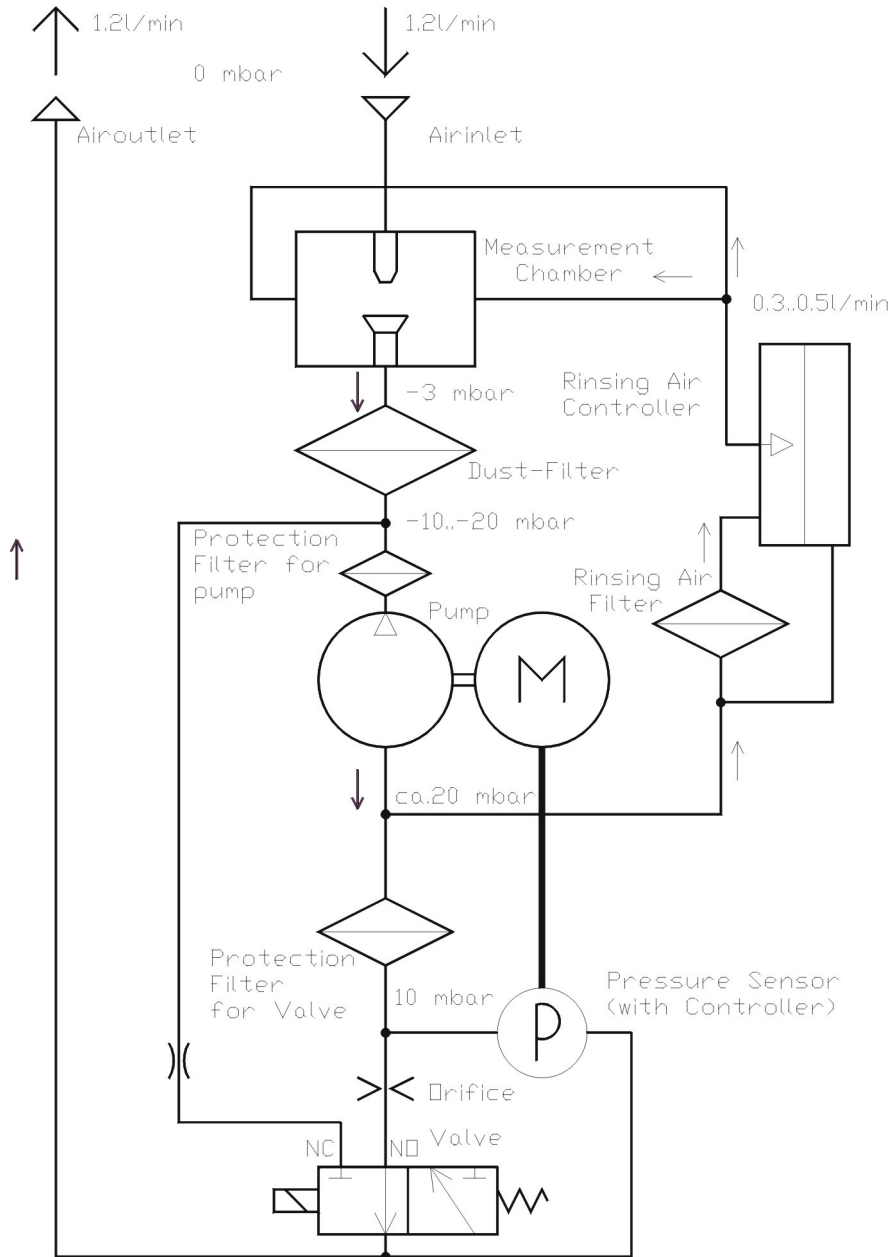 1.2l/min
1.2l/min
0 mbar
Airoutlet
Airinlet
Measurement
Chamber
0.3..0.5l/min
-3 mbar
Rinsing Air
Controller
Dust-Filter
-10..-20 mbar
Protection
Filter for
pump
Rinsing Air
Filter
Pump
M
ca.20 mbar
Protection
Filter
for Valve
10 mbar
Pressure Sensor
(with Controller)
P
Orifice
Valve
NC
NO